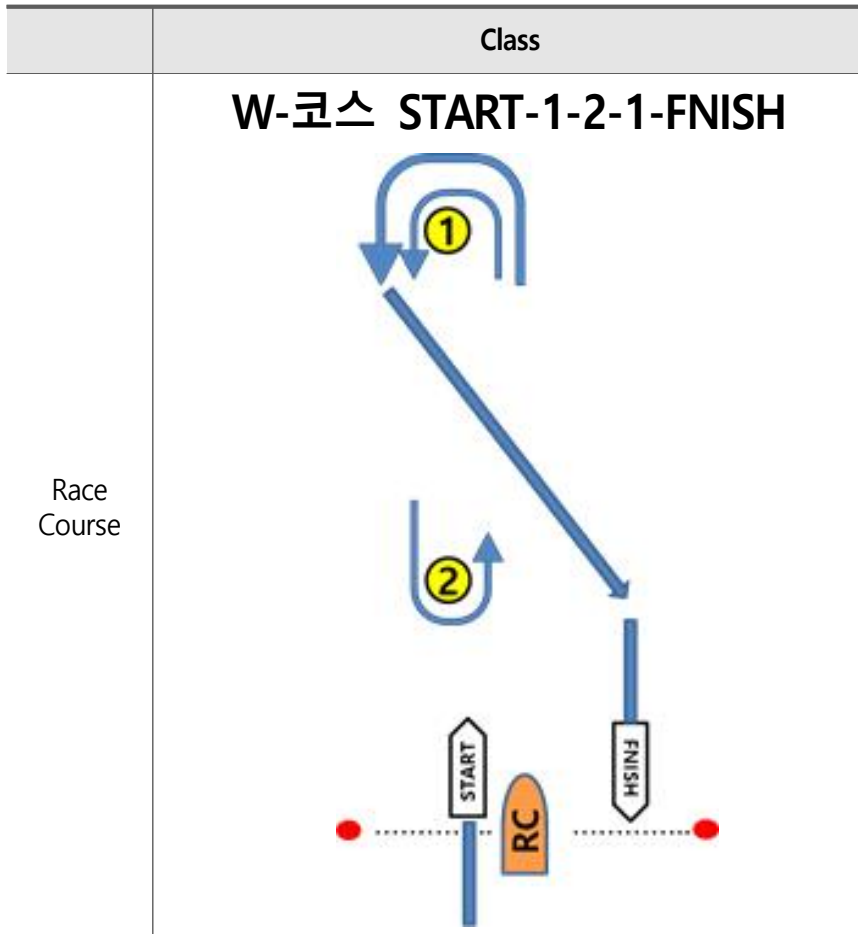 Class
W-코스 START-1-2-1-FNISH
1
Race
Course
2
START
FNISH
RC